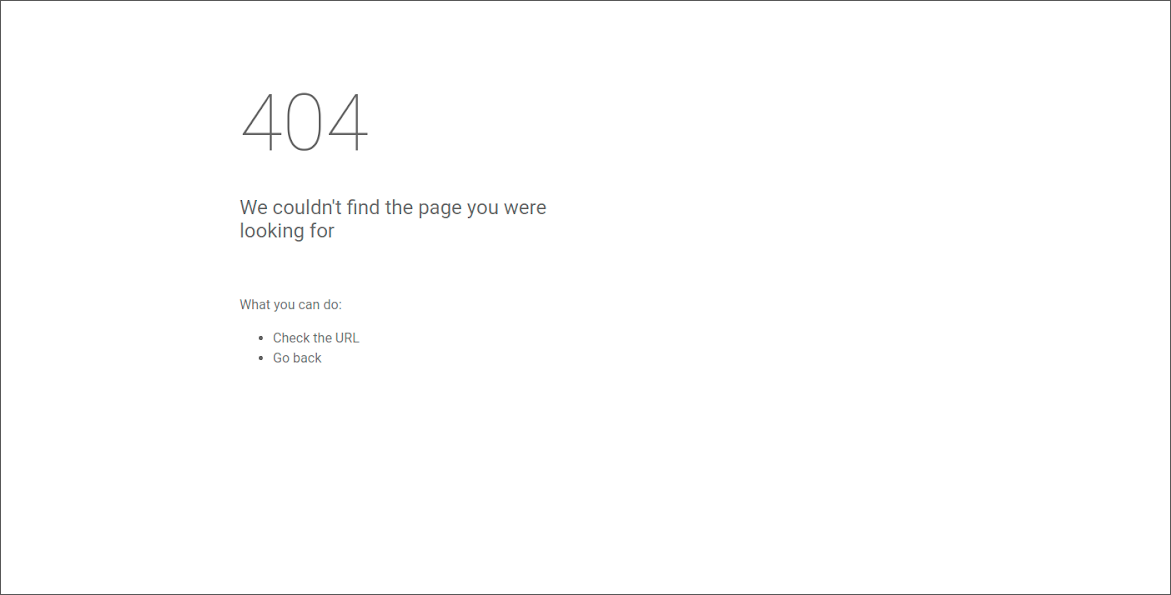 404
We couldn't find the page you were
looking for
What you can do:
• Check the URL
• Go back